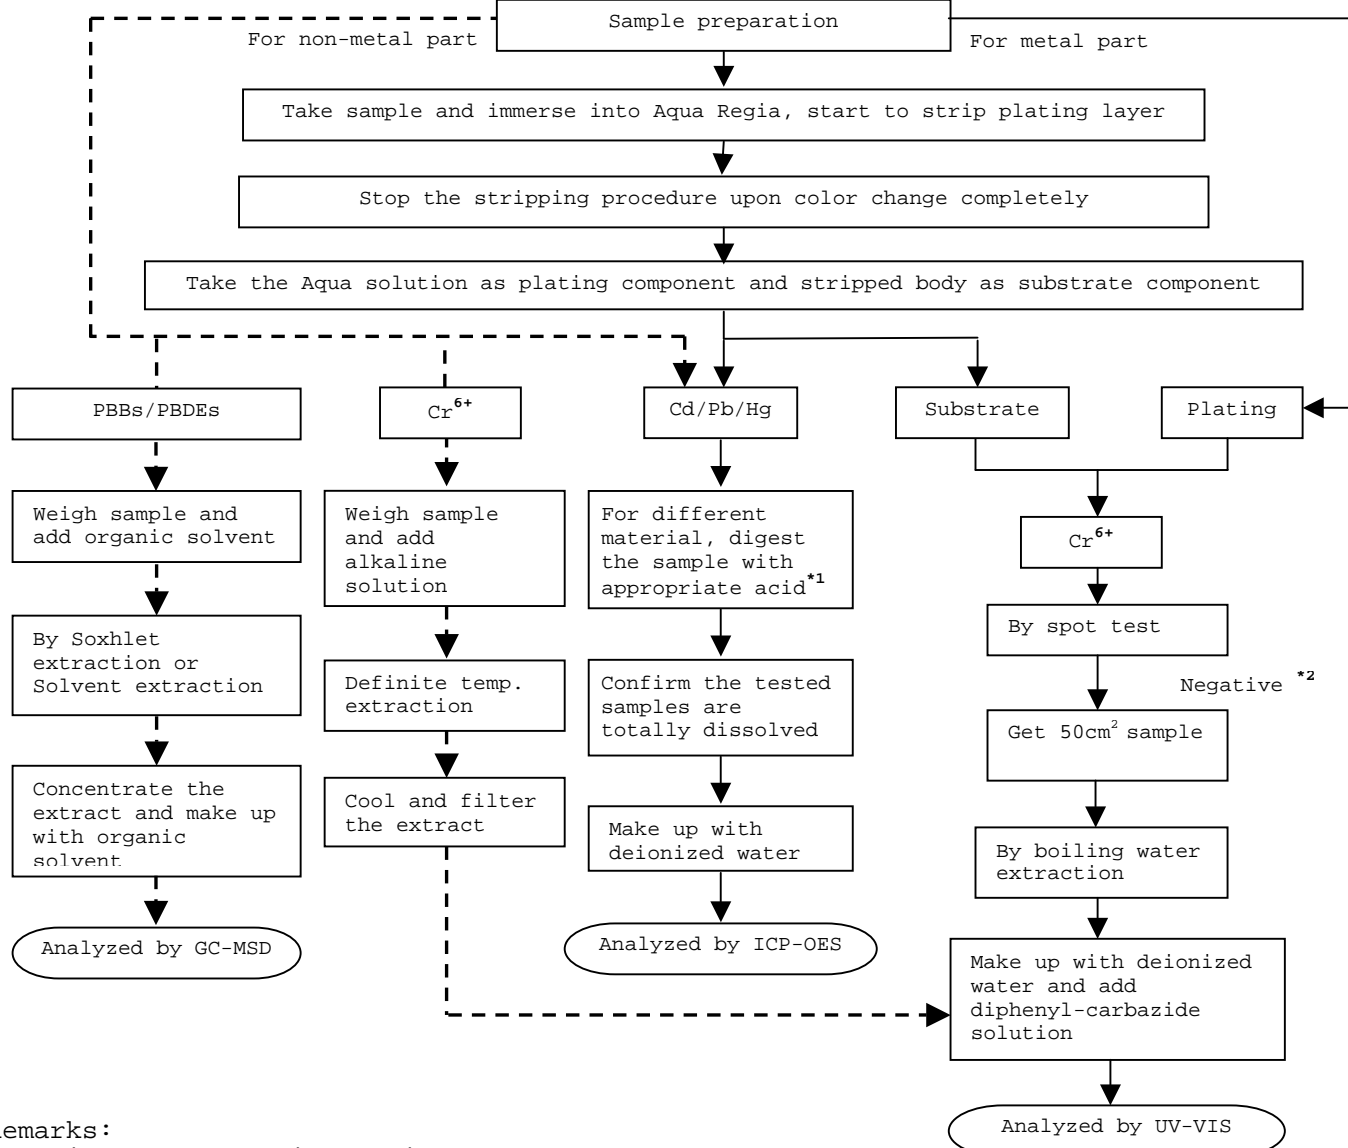 Sample preparation
For non-metal part
For metal part
Take sample and immerse into Aqua Regia, start to strip plating layer
Stop the stripping procedure upon color change completely
Take the Aqua solution as plating component and stripped body as substrate component
PBBs/PBDEs
Cr6+
Cd/Pb/Hg
Substrate
Plating
Weigh sample and
add organic solvent
By Soxhlet
extraction or
Solvent extraction
Concentrate the
extract and make up
with organic
solvent
Analyzed by GC-MSD
Weigh sample
and add
alkaline
solution
Definite temp.
extraction
Cool and filter
the extract
For different
material, digest
the sample with
appropriate acid*1
Confirm the tested
samples are
totally dissolved
Make up with
deionized water
Analyzed by ICP-OES
Cr6+
By spot test
Negative *2
Get 50cm2 sample
By boiling water
extraction
Make up with deionized
water and add
diphenyl-carbazide
solution
Analyzed by UV-VIS
emarks: